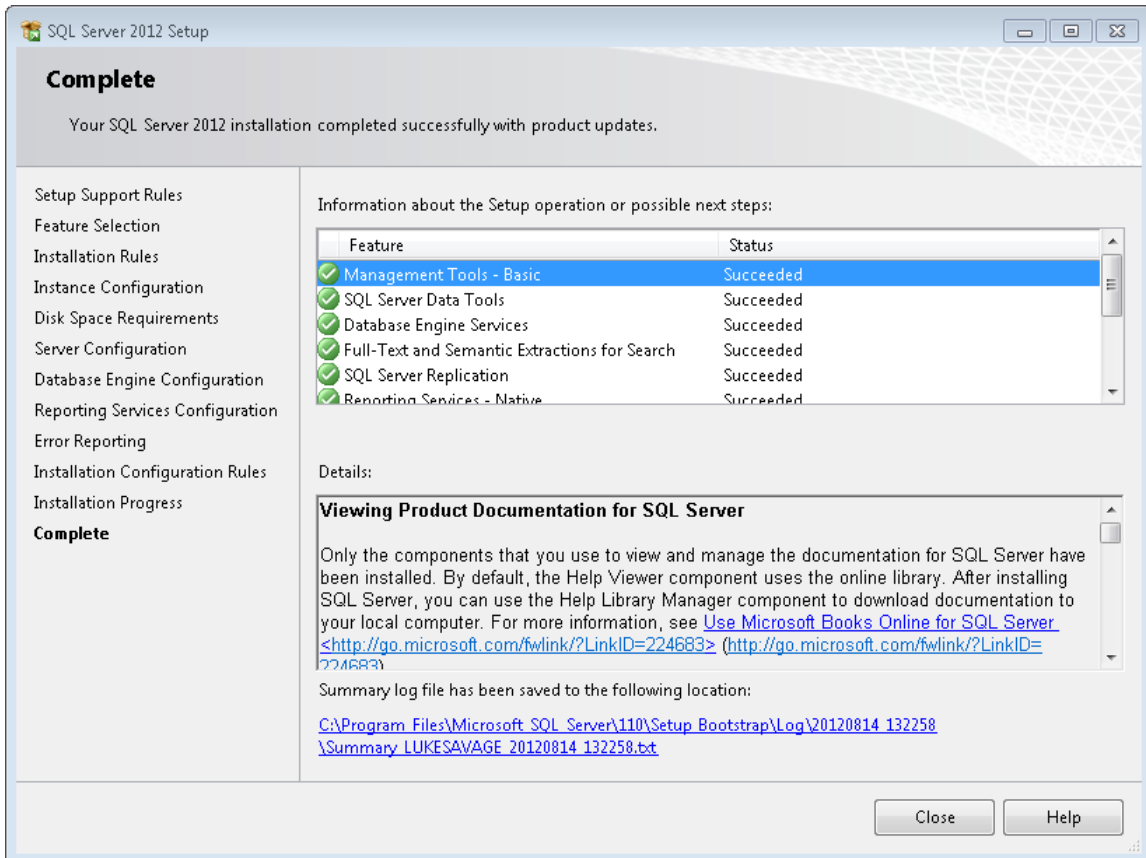 SQL Server 2012 Setup
Complete
Your SQL Server 2012 installation completed successfully with product updates.
Setup Support Rules
Feature Selection
Installation Rules
Instance Configuration
Disk Space Requirements
Server Configuration
Database Engine Configuration
Reporting Services Configuration
Error Reporting
Installation Configuration Rules
Installation Progress
Complete
Information about the Setup operation or possible next steps:
Feature Status
Management Tools - Basic Succeeded
SQL Server Data Tools Succeeded
Database Engine Services Succeeded
Full-Text and Semantic Extractions for Search Succeeded
SQL Server Replication Succeeded
Reporting Services - Native Succeeded
Details:
Viewing Product Documentation for SQL Server
Only the components that you use to view and manage the documentation for SQL Server have
been installed. By default, the Help Viewer component uses the online library. After installing
SQL Server, you can use the Help Library Manager component to download documentation to
your local computer. For more information, see Use Microsoft Books Online for SQL Server
<http://go.microsoft.com/fwlink/?LinkID=224683> (http://go.microsoft.com/fwlink/?LinkID=
224683)
Summary log file has been saved to the following location:
C:\Program Files\Microsoft SQL Server\110\Setup Bootstrap\Log\20120814_132258
\Summary_LUKESAVAGE_20120814_132258.txt
Close
Help